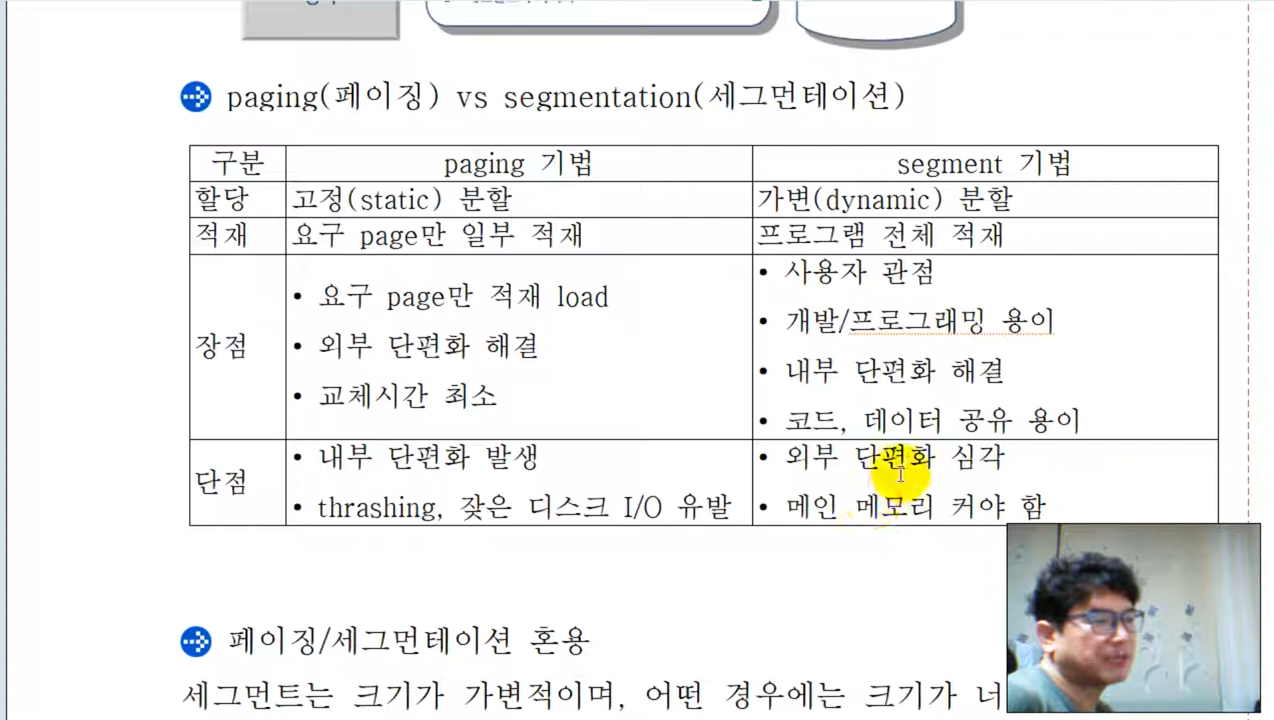 paging(페이징) vs segmentation(세그먼테이션)
구분 paging 기법 segment 기법
할당 고정(static) 분할 가변(dynamic) 분할
적재 요구 page만 일부 적재 프로그램 전체 적재
장점
• 요구 page만 적재 load
• 외부 단편화 해결
• 교체시간 최소
• 사용자 관점
• 개발/프로그래밍 용이
• 내부 단편화 해결
• 코드, 데이터 공유 용이
단점
• 내부 단편화 발생
• thrashing, 잦은 디스크 I/O 유발
• 외부 단편화 심각
• 메인 메모리 커야 함
페이징/세그먼테이션 혼용
세그먼트는 크기가 가변적이며, 어떤 경우에는 크기가 너